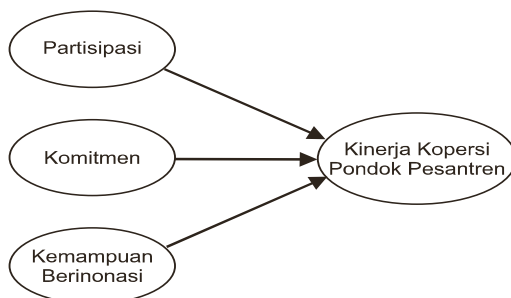 Partisipasi
Komitmen
Kemampuan
Berinonasi
Kinerja Kopersi
Pondok Pesantren